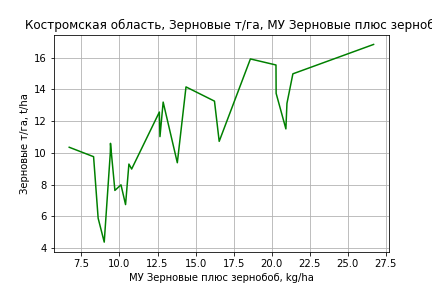 Костромская область, Зерновые т/га, МУ Зерновые плюс зерноб
Зерновые т/га, t/ha
16
14
12
10
8
6
4
7.5 10.0 12.5 15.0 17.5 20.0 22.5 25.0 27.5
МУ Зерновые плюс зернобоб, kg/ha